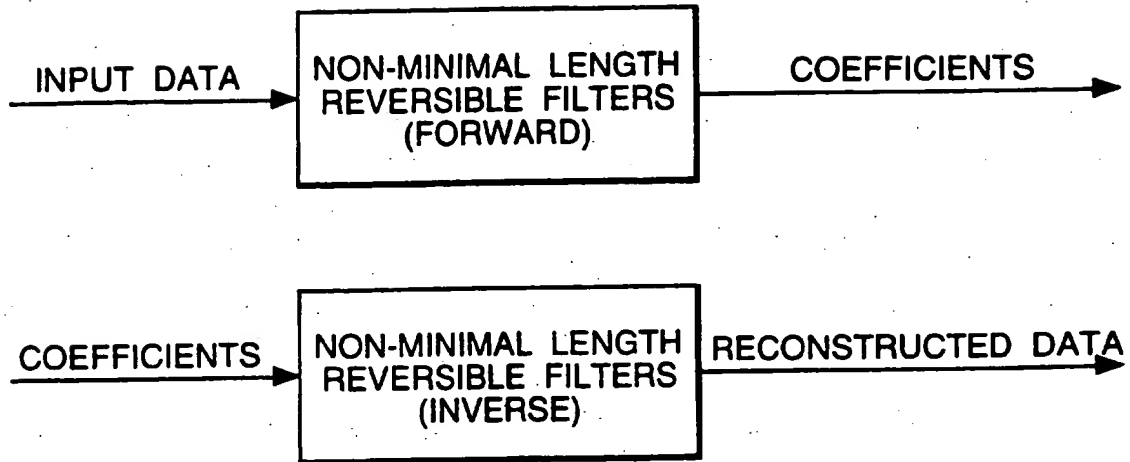 INPUT DATA
NON-MINIMAL LENGTH
REVERSIBLE FILTERS
(FORWARD)
COEFFICIENTS
COEFFICIENTS
NON-MINIMAL LENGTH
REVERSIBLE FILTERS
(INVERSE)
RECONSTRUCTED DATA